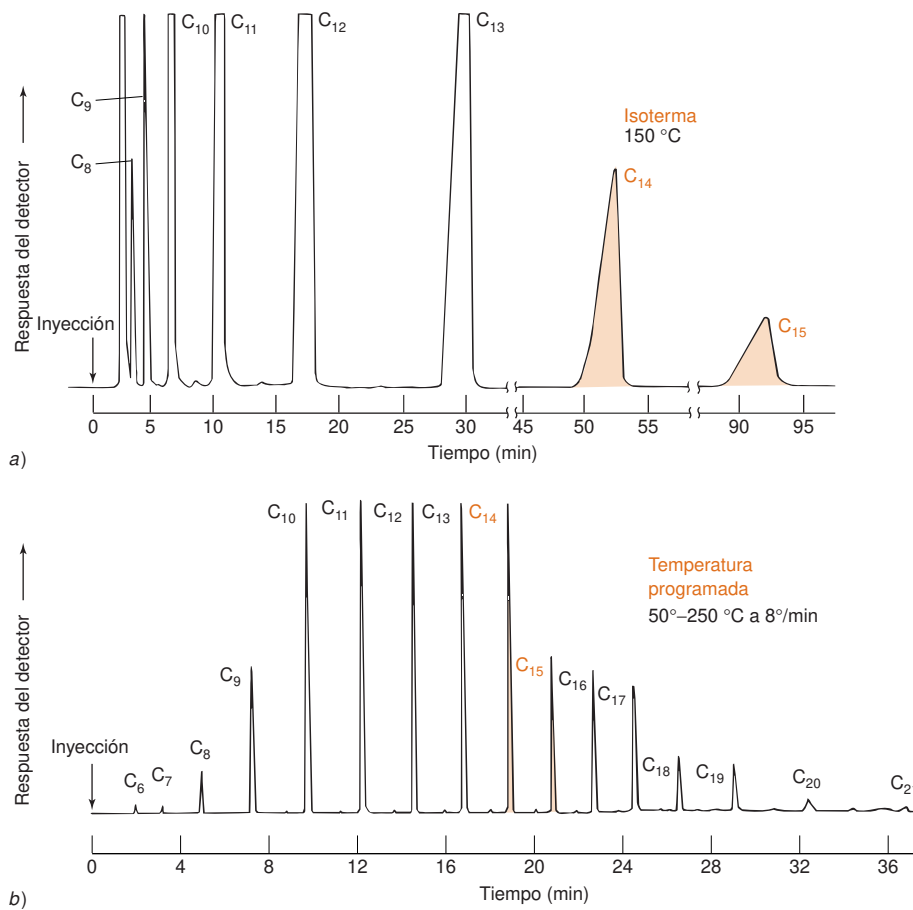 C₁₀ C₁₁ C₁₂ C₁₃
C₉
C₈
Isoterma
150 °C
C₁₄
C₁₅
Respuesta del detector
Inyección
0 5 10 15 20 25 30 45 50 55 90 95
Tiempo (min)
a)
C₁₀ C₁₁ C₁₂ C₁₃ C₁₄
Temperatura
programada
50°–250 °C a 8°/min
C₁₅
C₁₆
C₁₇
C₉
C₈
C₆ C₇
C₁₈
C₁₉
C₂₀
Respuesta del detector
Inyección
0 4 8 12 16 20 24 28 32 36
Tiempo (min)
b)